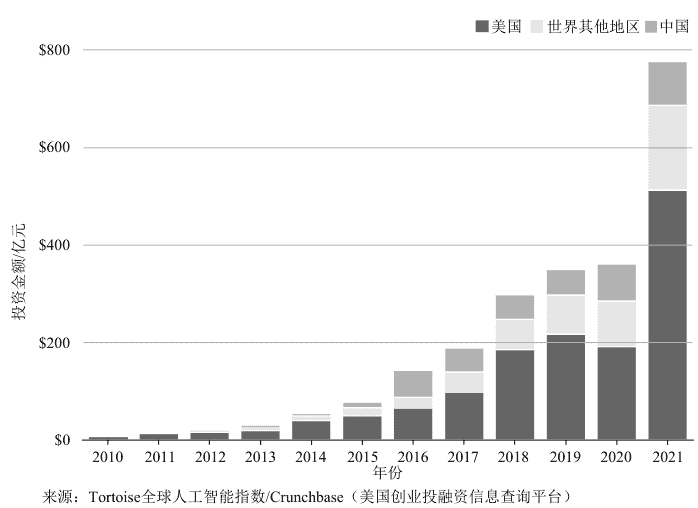 美国 世界其他地区 中国
$800
$600
$400
$200
$0
投资金额/亿元
2010 2011 2012 2013 2014 2015 2016 2017 2018 2019 2020 2021
年份
来源：Tortoise全球人工智能指数/Crunchbase（美国创业投融资信息查询平台）